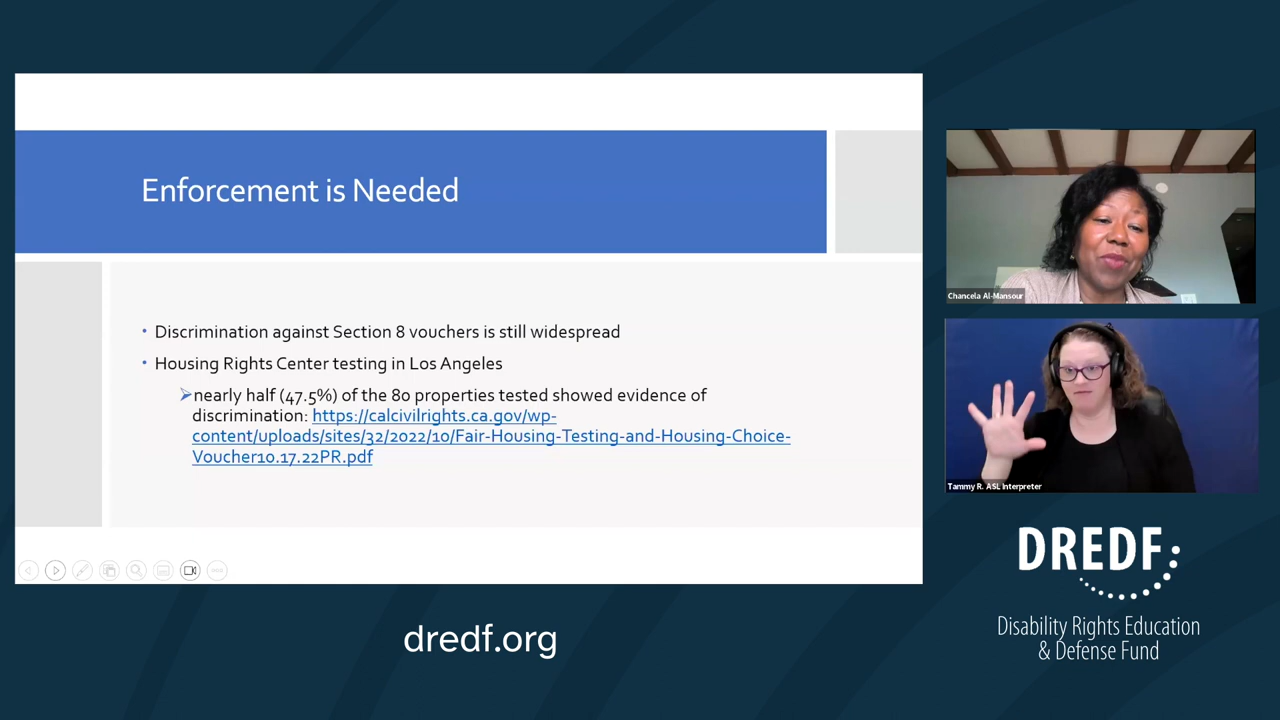 Enforcement is Needed
• Discrimination against Section 8 vouchers is still widespread
• Housing Rights Center testing in Los Angeles
➢nearly half (47.5%) of the 80 properties tested showed evidence of
discrimination: https://calcivilrights.ca.gov/wp-
content/uploads/sites/32/2022/10/Fair-Housing-Testing-and-Housing-Choice-
Voucher10.17.22PR.pdf
Chancela Al-Mansour
Tammy R. ASL Interpreter
DREDF
Disability Rights Education
& Defense Fund
dredf.org